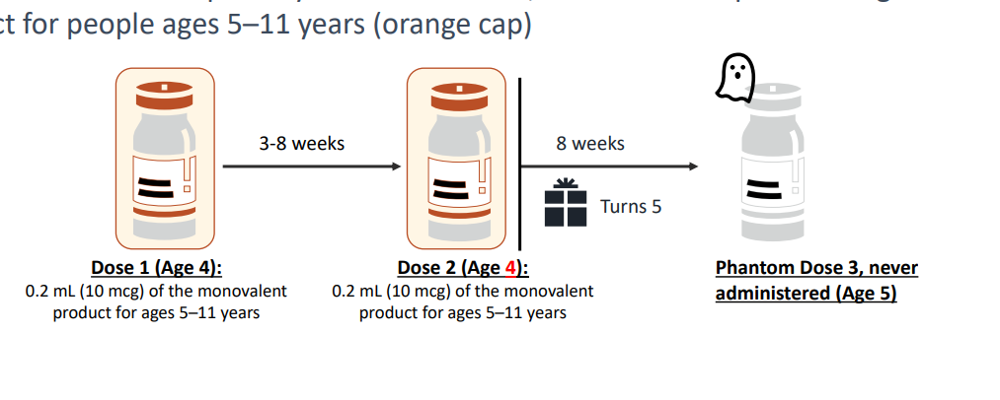 ct for people ages 5–11 years (orange cap)
3-8 weeks
8 weeks
Turns 5
Dose 1 (Age 4):
0.2 mL (10 mcg) of the monovalent
product for ages 5–11 years
Dose 2 (Age 4):
0.2 mL (10 mcg) of the monovalent
product for ages 5–11 years
Phantom Dose 3, never
administered (Age 5)